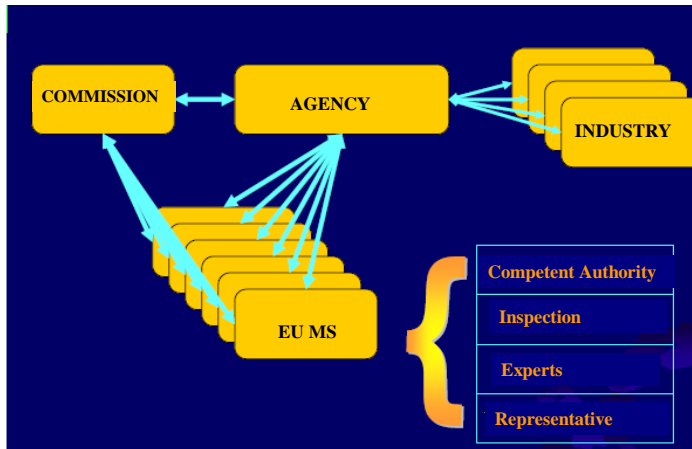 COMMISSION
AGENCY
INDUSTRY
EU MS
Competent Authority
Inspection
Experts
Representative